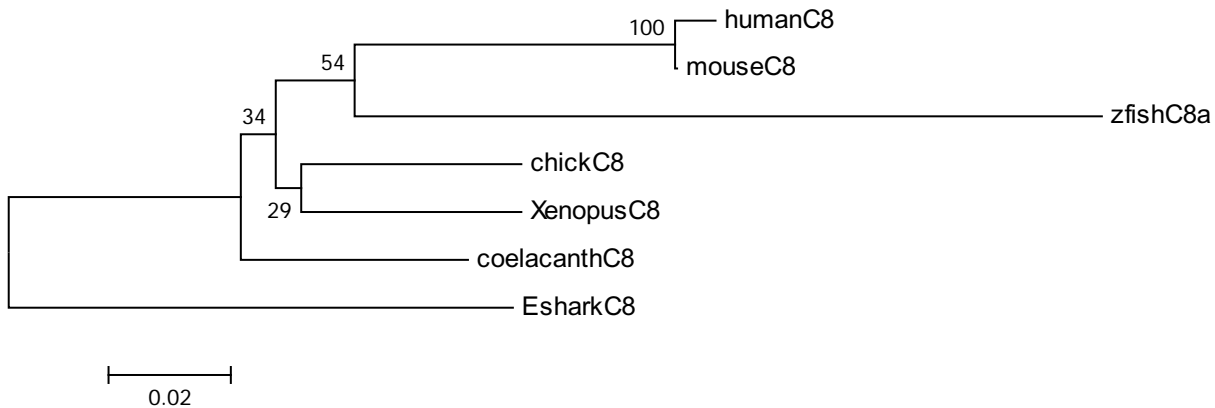 humanC8
100
mouseC8
54
zfishC8a
34
chickC8
29
XenopusC8
coelacanthC8
EsharkC8
0.02